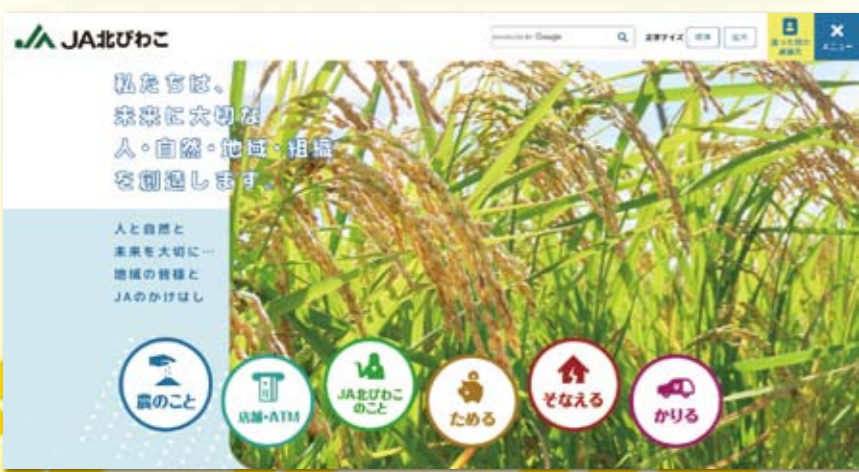 JA北びわこ
Google
文字サイズ
標準
拡大
メニュー
私たちは、
未来に大切な
人・自然・地域・組織
を創造します。
人と自然と
未来を大切に…
地域の皆様と
JAのかけはし
農のこと
店舗・ATM
JA北びわこ
のこと
ためる
そなえる
かりる